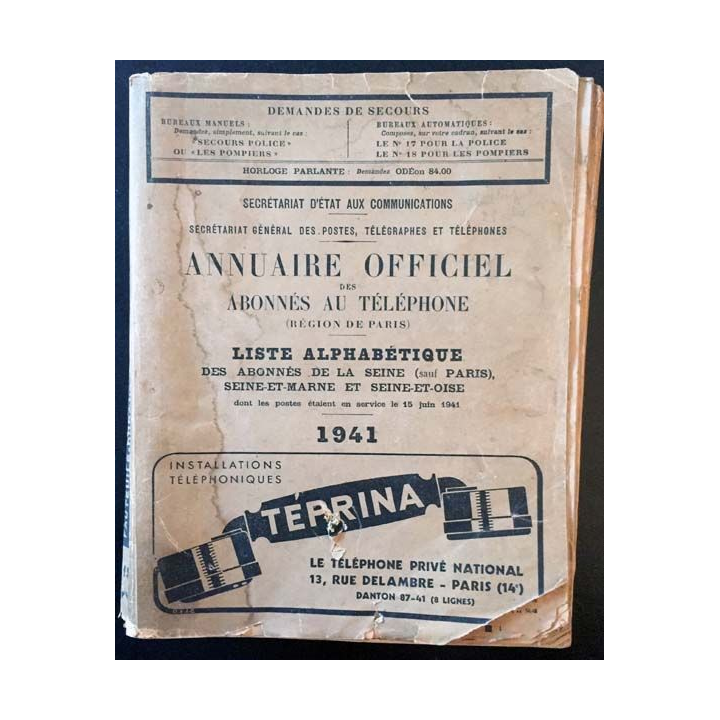 DEMANDES DE SECOURS
BUREAUX MANUELS :
Demandez, simplement, suivant le cas :
"SECOURS POLICE"
OU "LES POMPIERS"
BUREAUX AUTOMATIQUES :
Composez, sur votre cadran, suivant le cas :
LE Nº 17 POUR LA POLICE
LE Nº 18 POUR LES POMPIERS
HORLOGE PARLANTE : Demandez ODÉon 84.00
SECRÉTARIAT D'ÉTAT AUX COMMUNICATIONS
SECRÉTARIAT GÉNÉRAL DES POSTES, TÉLÉGRAPHES ET TÉLÉPHONES
ANNUAIRE OFFICIEL
DES
ABONNÉS AU TÉLÉPHONE
(RÉGION DE PARIS)
LISTE ALPHABÉTIQUE
DES ABONNÉS DE LA SEINE (sauf PARIS),
SEINE-ET-MARNE ET SEINE-ET-OISE
dont les postes étaient en service le 15 juin 1941
1941
INSTALLATIONS
TÉLÉPHONIQUES
TÉPRINA
LE TÉLÉPHONE PRIVÉ NATIONAL
13, RUE DELAMBRE - PARIS (14e)
DANTON 87-41 (8 LIGNES)